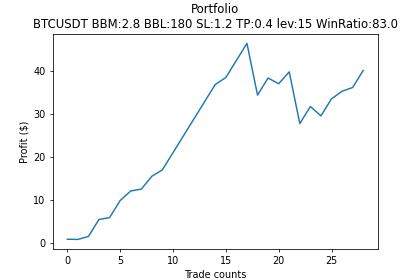 Portfolio
BTCUSDT BBM:2.8 BBL:180 SL:1.2 TP:0.4 lev:15 WinRatio:83.0
Profit ($)
40
30
20
10
0
0 5 10 15 20 25
Trade counts